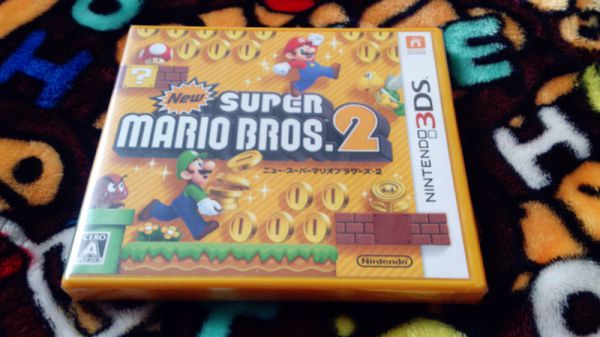 New
SUPER
MARIO BROS. 2
ニュー・スーパーマリオブラザーズ・2
NINTENDO 3DS
CERO
A
Nintendo